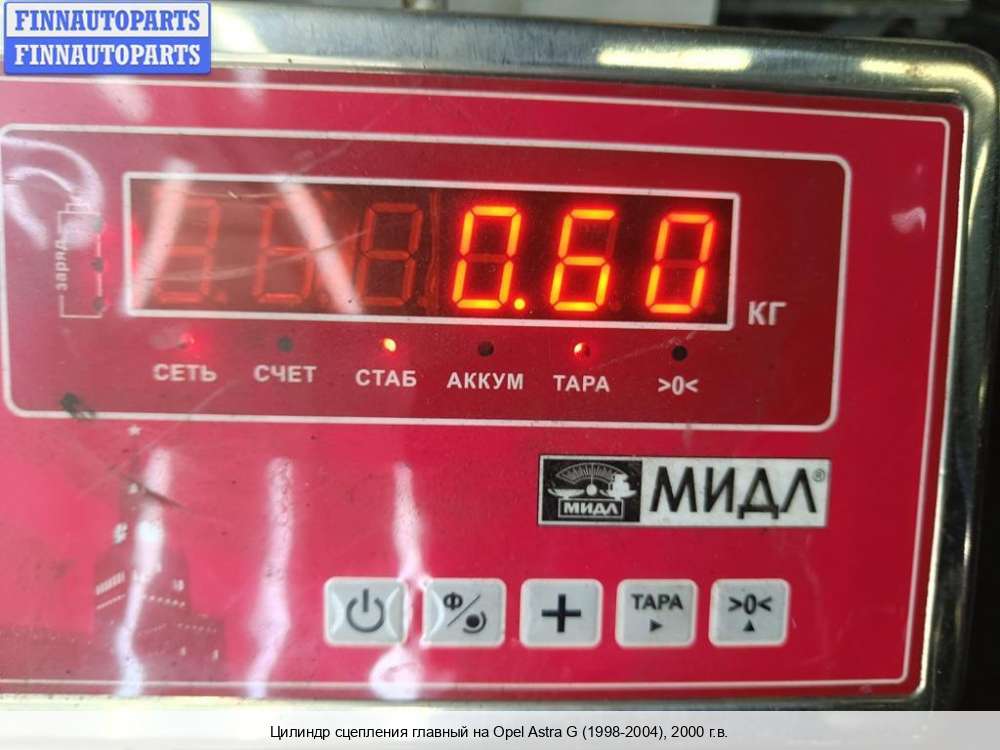 FINNAUTOPARTS
FINNAUTOPARTS
заряд
0.60
КГ
СЕТЬ СЧЕТ СТАБ АККУМ ТАРА >0<
МИДЛ МИДЛ®
Ф ТАРА >0<
Цилиндр сцепления главный на Opel Astra G (1998-2004), 2000 г.в.